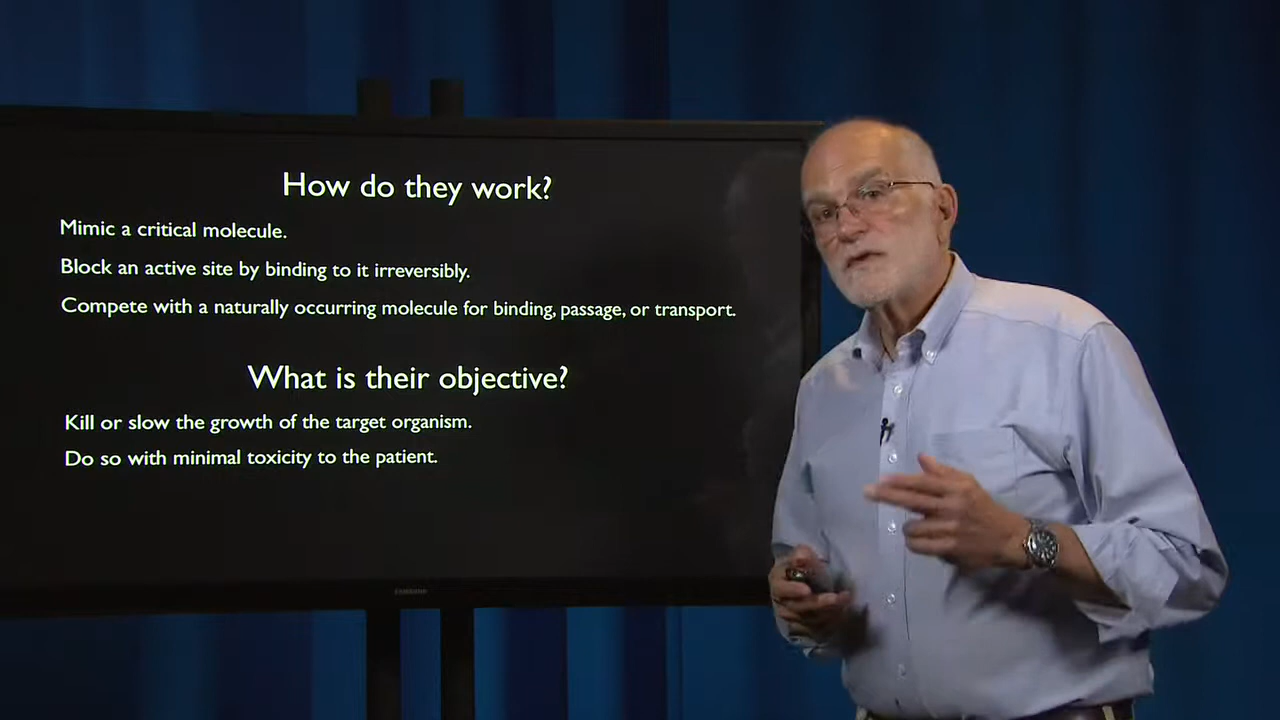 How do they work?
Mimic a critical molecule.
Block an active site by binding to it irreversibly.
Compete with a naturally occurring molecule for binding, passage, or transport.
What is their objective?
Kill or slow the growth of the target organism.
Do so with minimal toxicity to the patient.
SAMSUNG